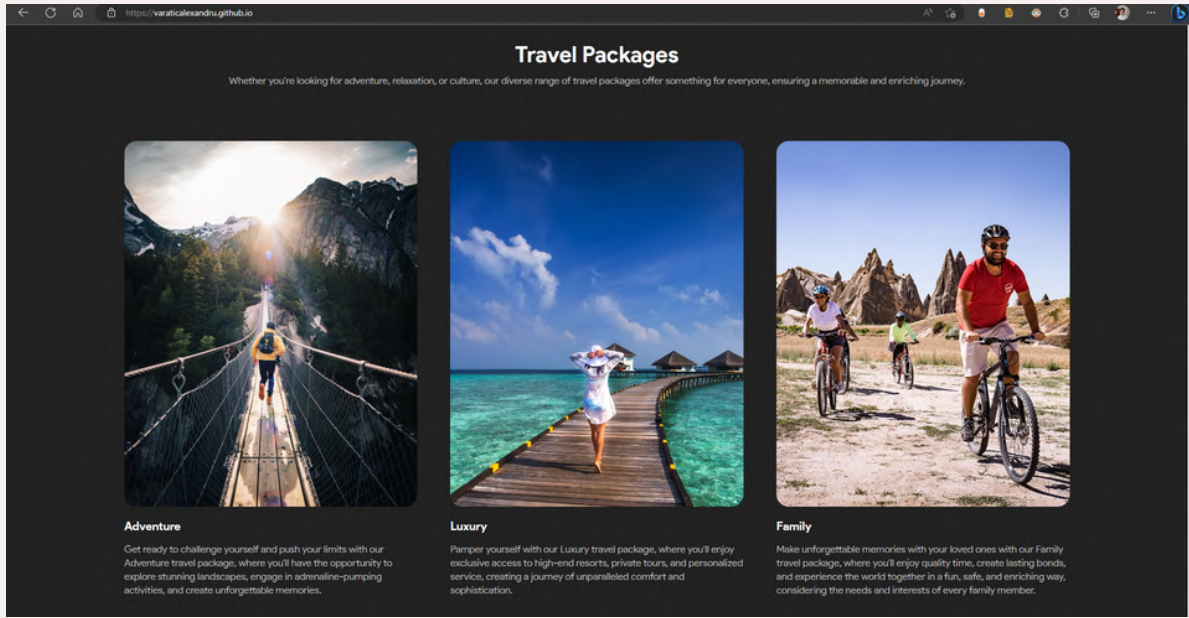 https://varaticalexandru.github.io
Travel Packages
Whether you're looking for adventure, relaxation, or culture, our diverse range of travel packages offer something for everyone, ensuring a memorable and enriching journey.
Adventure
Get ready to challenge yourself and push your limits with our
Adventure travel package, where you'll have the opportunity to
explore stunning landscapes, engage in adrenaline-pumping
activities, and create unforgettable memories.
Luxury
Pamper yourself with our Luxury travel package, where you'll enjoy
exclusive access to high-end resorts, private tours, and personalized
service, creating a journey of unparalleled comfort and
sophistication.
Family
Make unforgettable memories with your loved ones with our Family
travel package, where you'll enjoy quality time, create lasting bonds,
and experience the world together in a fun, safe, and enriching way,
considering the needs and interests of every family member.